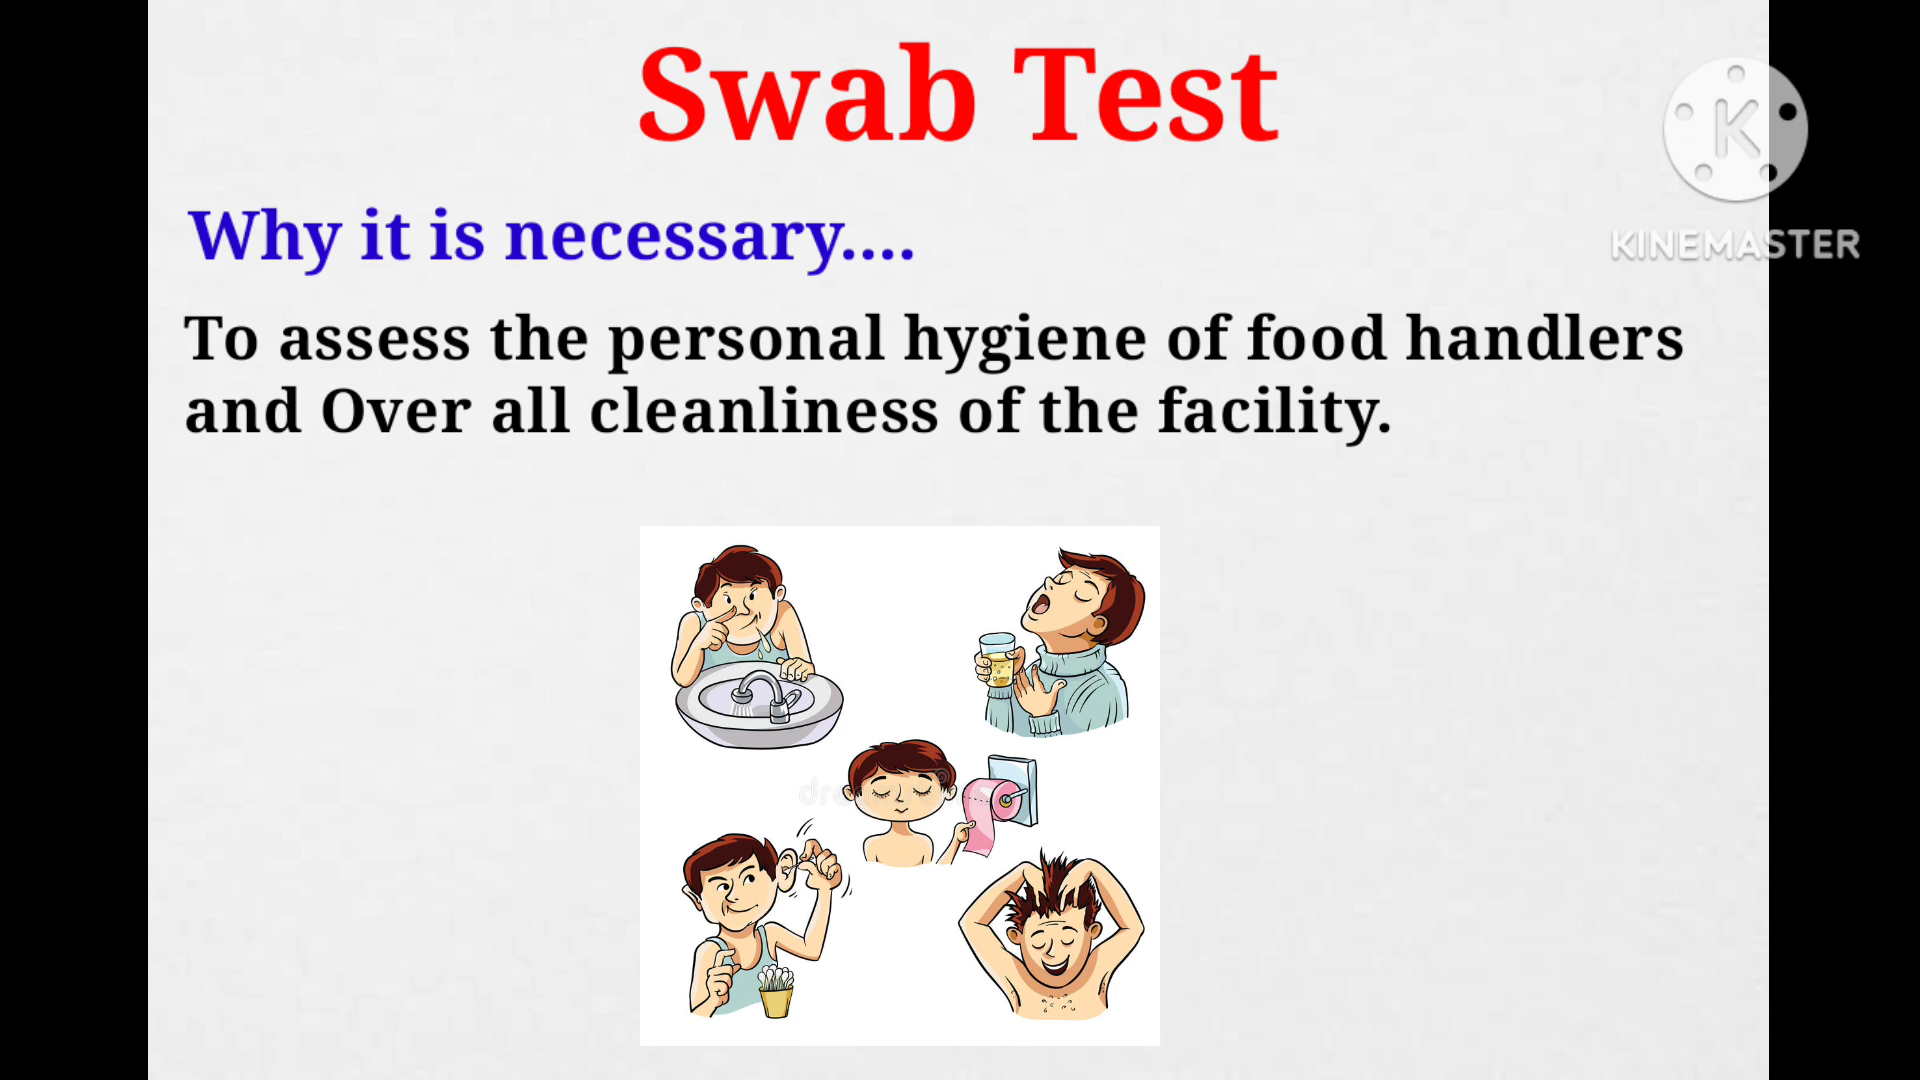 Swab Test
K
KINEMASTER
Why it is necessary....
To assess the personal hygiene of food handlers
and Over all cleanliness of the facility.